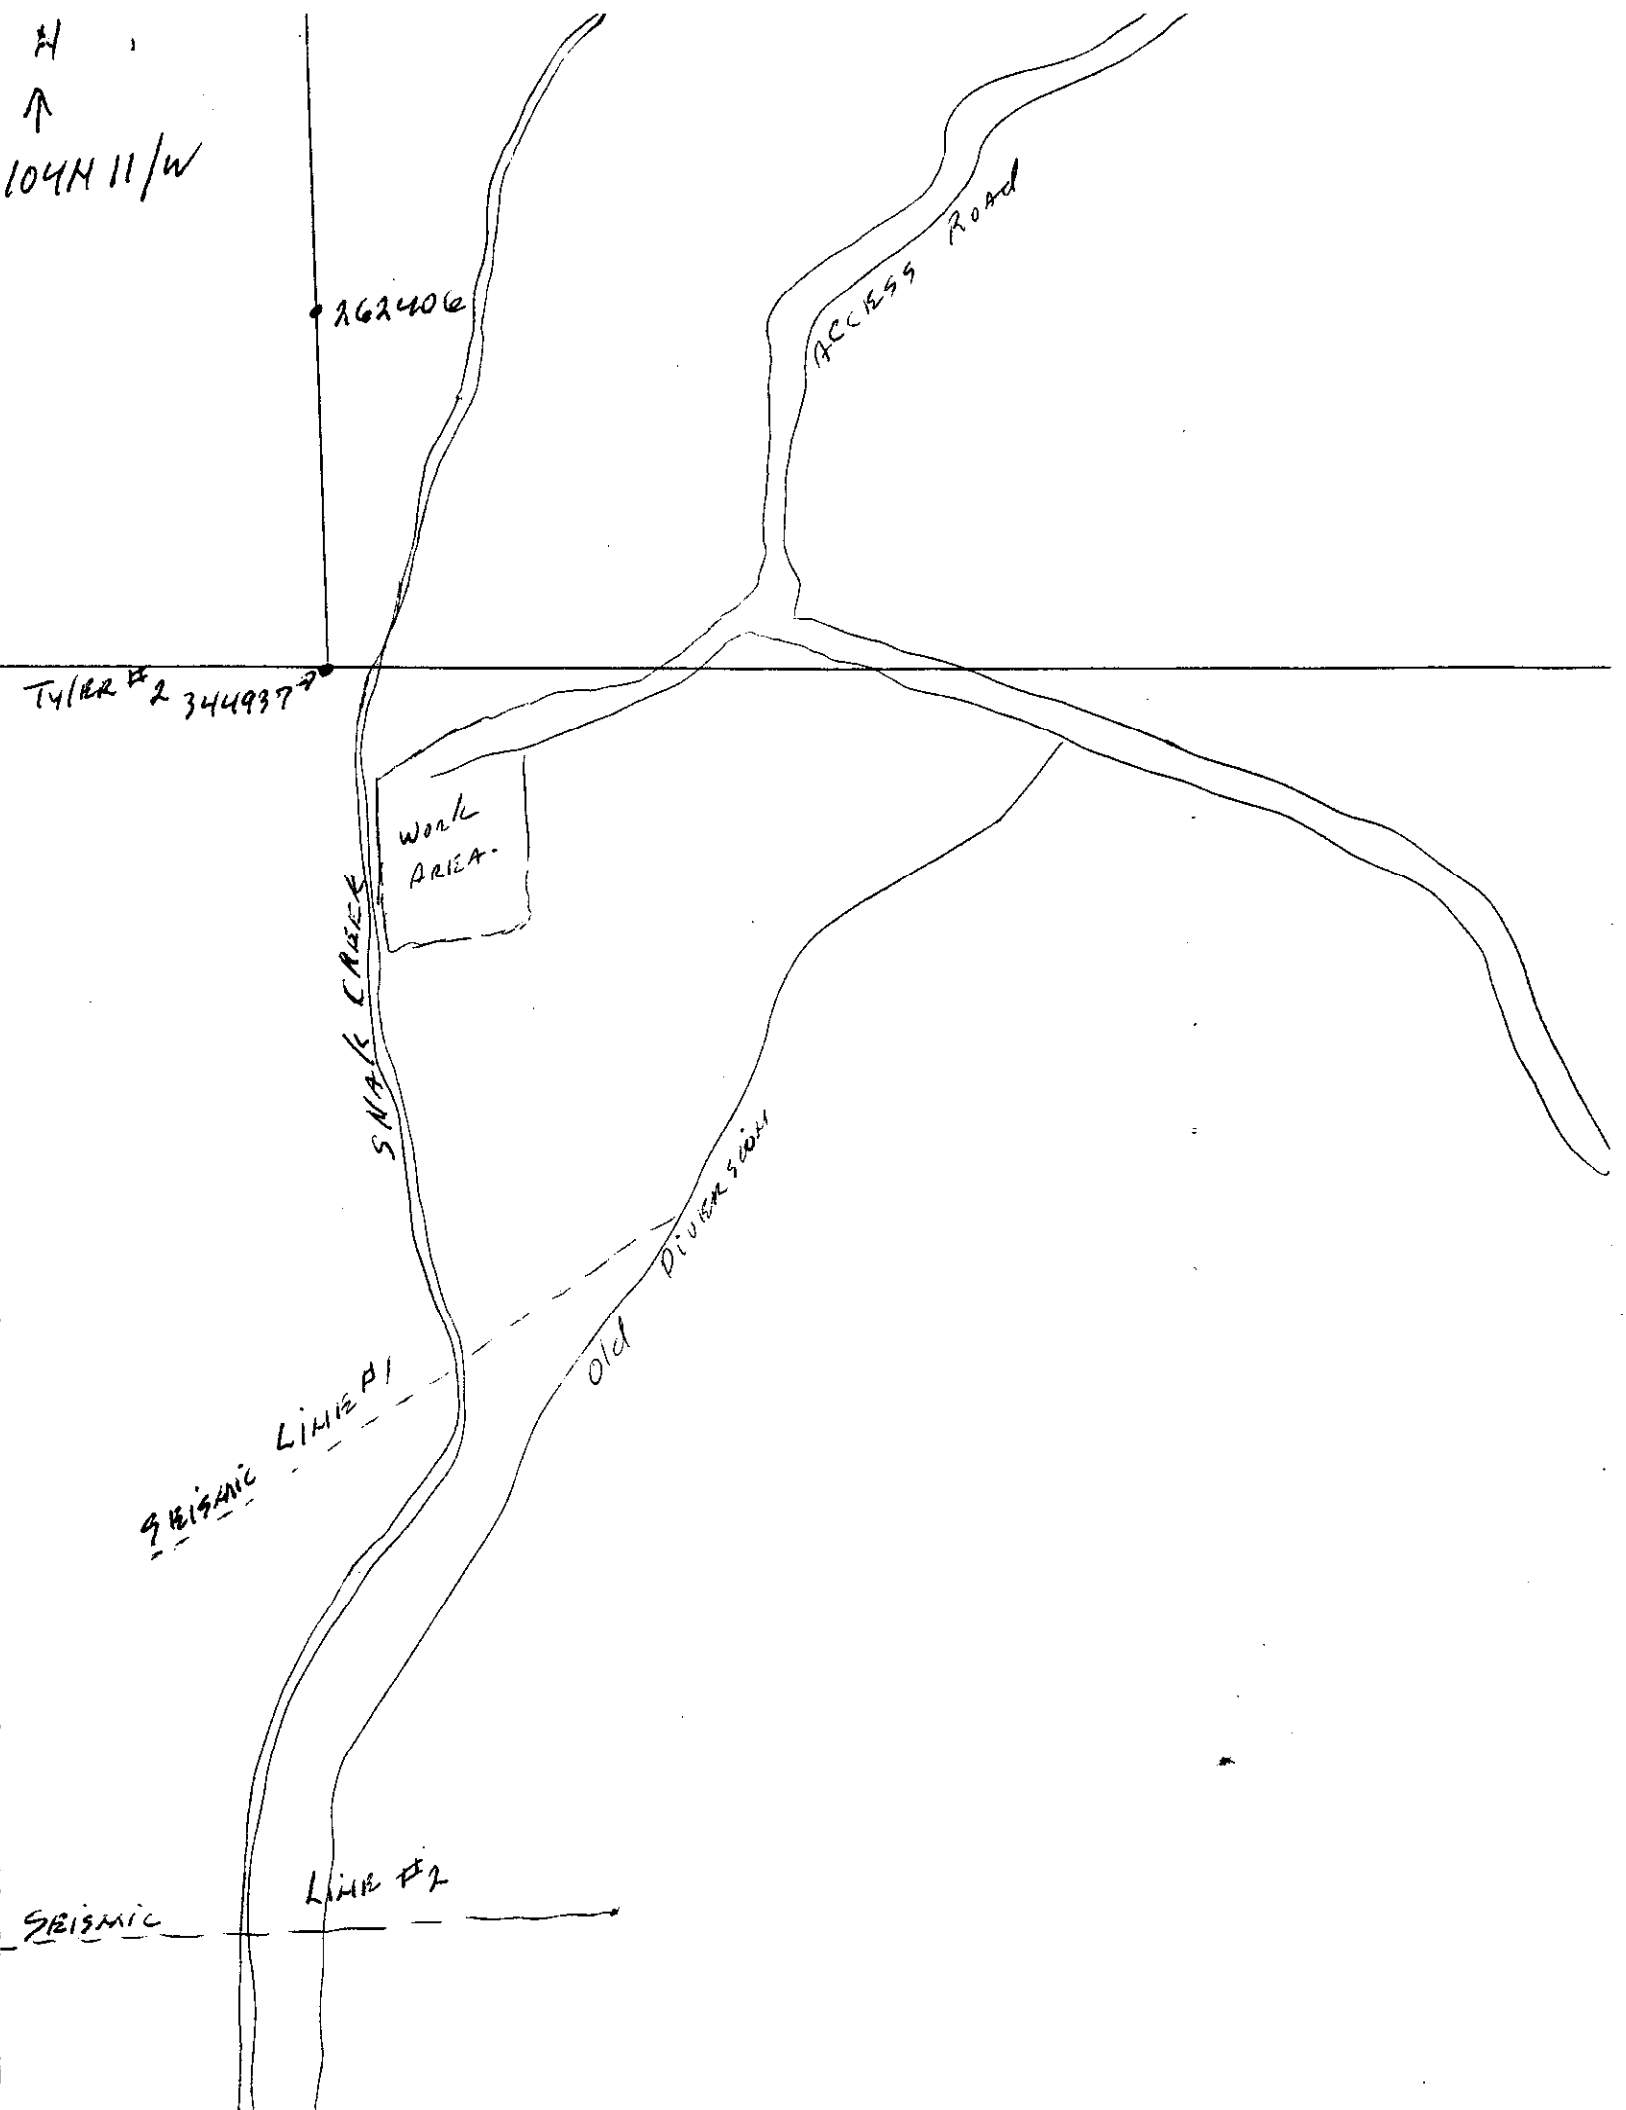 N
104N 11/W
262406
ACCESS ROAD
Tyler #2 344937
WORK
AREA.
SNAKE CREEK
Old DIVERSION
SEISMIC LINE #1
SEISMIC LINE #2